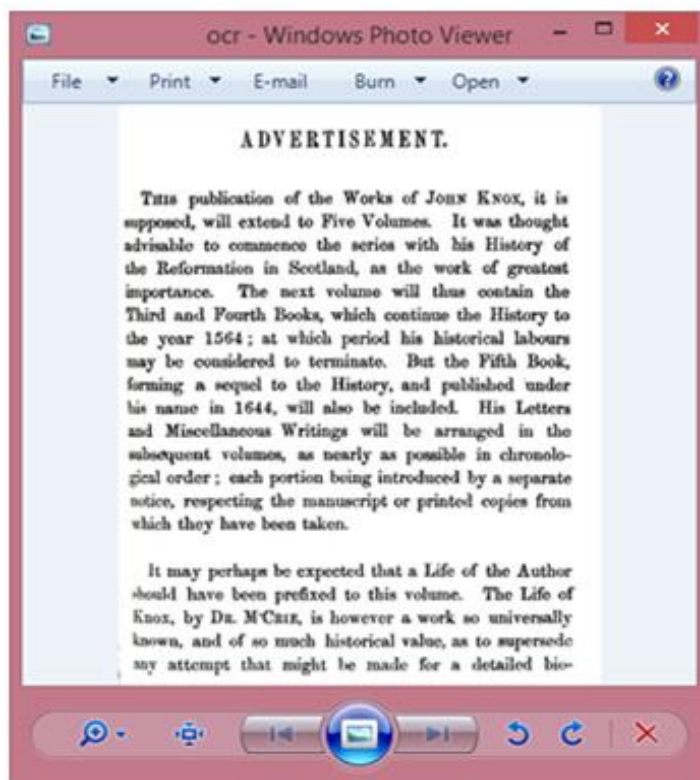 ocr - Windows Photo Viewer
File Print E-mail Burn Open
ADVERTISEMENT.
THIS publication of the Works of JOHN KNOX, it is
supposed, will extend to Five Volumes. It was thought
advisable to commence the series with his History of
the Reformation in Scotland, as the work of greatest
importance. The next volume will thus contain the
Third and Fourth Books, which continue the History to
the year 1564; at which period his historical labours
may be considered to terminate. But the Fifth Book,
forming a sequel to the History, and published under
his name in 1644, will also be included. His Letters
and Miscellaneous Writings will be arranged in the
subsequent volumes, as nearly as possible in chronolo-
gical order; each portion being introduced by a separate
notice, respecting the manuscript or printed copies from
which they have been taken.
It may perhaps be expected that a Life of the Author
should have been prefixed to this volume. The Life of
Knox, by DR. M'CRIE, is however a work so universally
known, and of so much historical value, as to supersede
any attempt that might be made for a detailed bio-